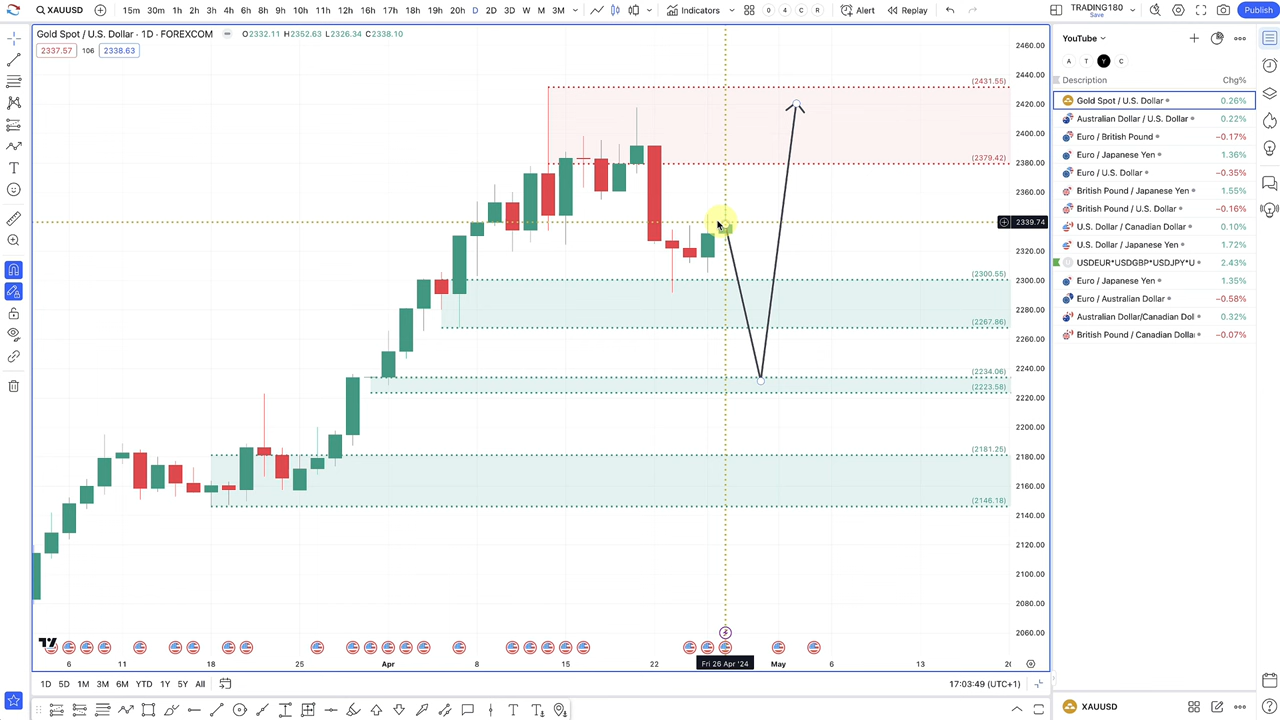 XAUUSD
15m 30m 1h 2h 3h 4h 6h 8h 9h 10h 11h 12h 16h 17h 18h 20h D 2D 3D W M 3M
Indicators
0 4 C R
Alert
Replay
TRADING180
Save
Publish
Gold Spot / U.S. Dollar · 1D · FOREXCOM
O2332.11 H2352.63 L2326.34 C2338.10
2337.57 106 2338.63
(2431.55)
(2379.42)
(2300.55)
(2267.86)
(2234.06)
(2223.58)
(2181.25)
(2146.18)
2460.00
2440.00
2420.00
2400.00
2380.00
2360.00
2339.74
2320.00
2300.00
2280.00
2260.00
2240.00
2220.00
2200.00
2180.00
2160.00
2140.00
2120.00
2100.00
2080.00
2060.00
6 11 18 25 Apr 8 15 22 Fri 26 Apr '24 May 6 13 20
1D 5D 1M 3M 6M YTD 1Y 5Y All
17:03:49 (UTC+1)
YouTube
A T Y C
Description Chg%
Gold Spot / U.S. Dollar 0.26%
Australian Dollar / U.S. Dollar 0.22%
Euro / British Pound −0.17%
Euro / Japanese Yen 1.36%
Euro / U.S. Dollar −0.35%
British Pound / Japanese Yen 1.55%
British Pound / U.S. Dollar −0.16%
U.S. Dollar / Canadian Dollar 0.10%
U.S. Dollar / Japanese Yen 1.72%
U USDEUR*USDGBP*USDJPY*U 2.43%
Euro / Japanese Yen 1.35%
Euro / Australian Dollar −0.58%
Australian Dollar/Canadian Dol 0.32%
British Pound / Canadian Dolla −0.07%
XAUUSD